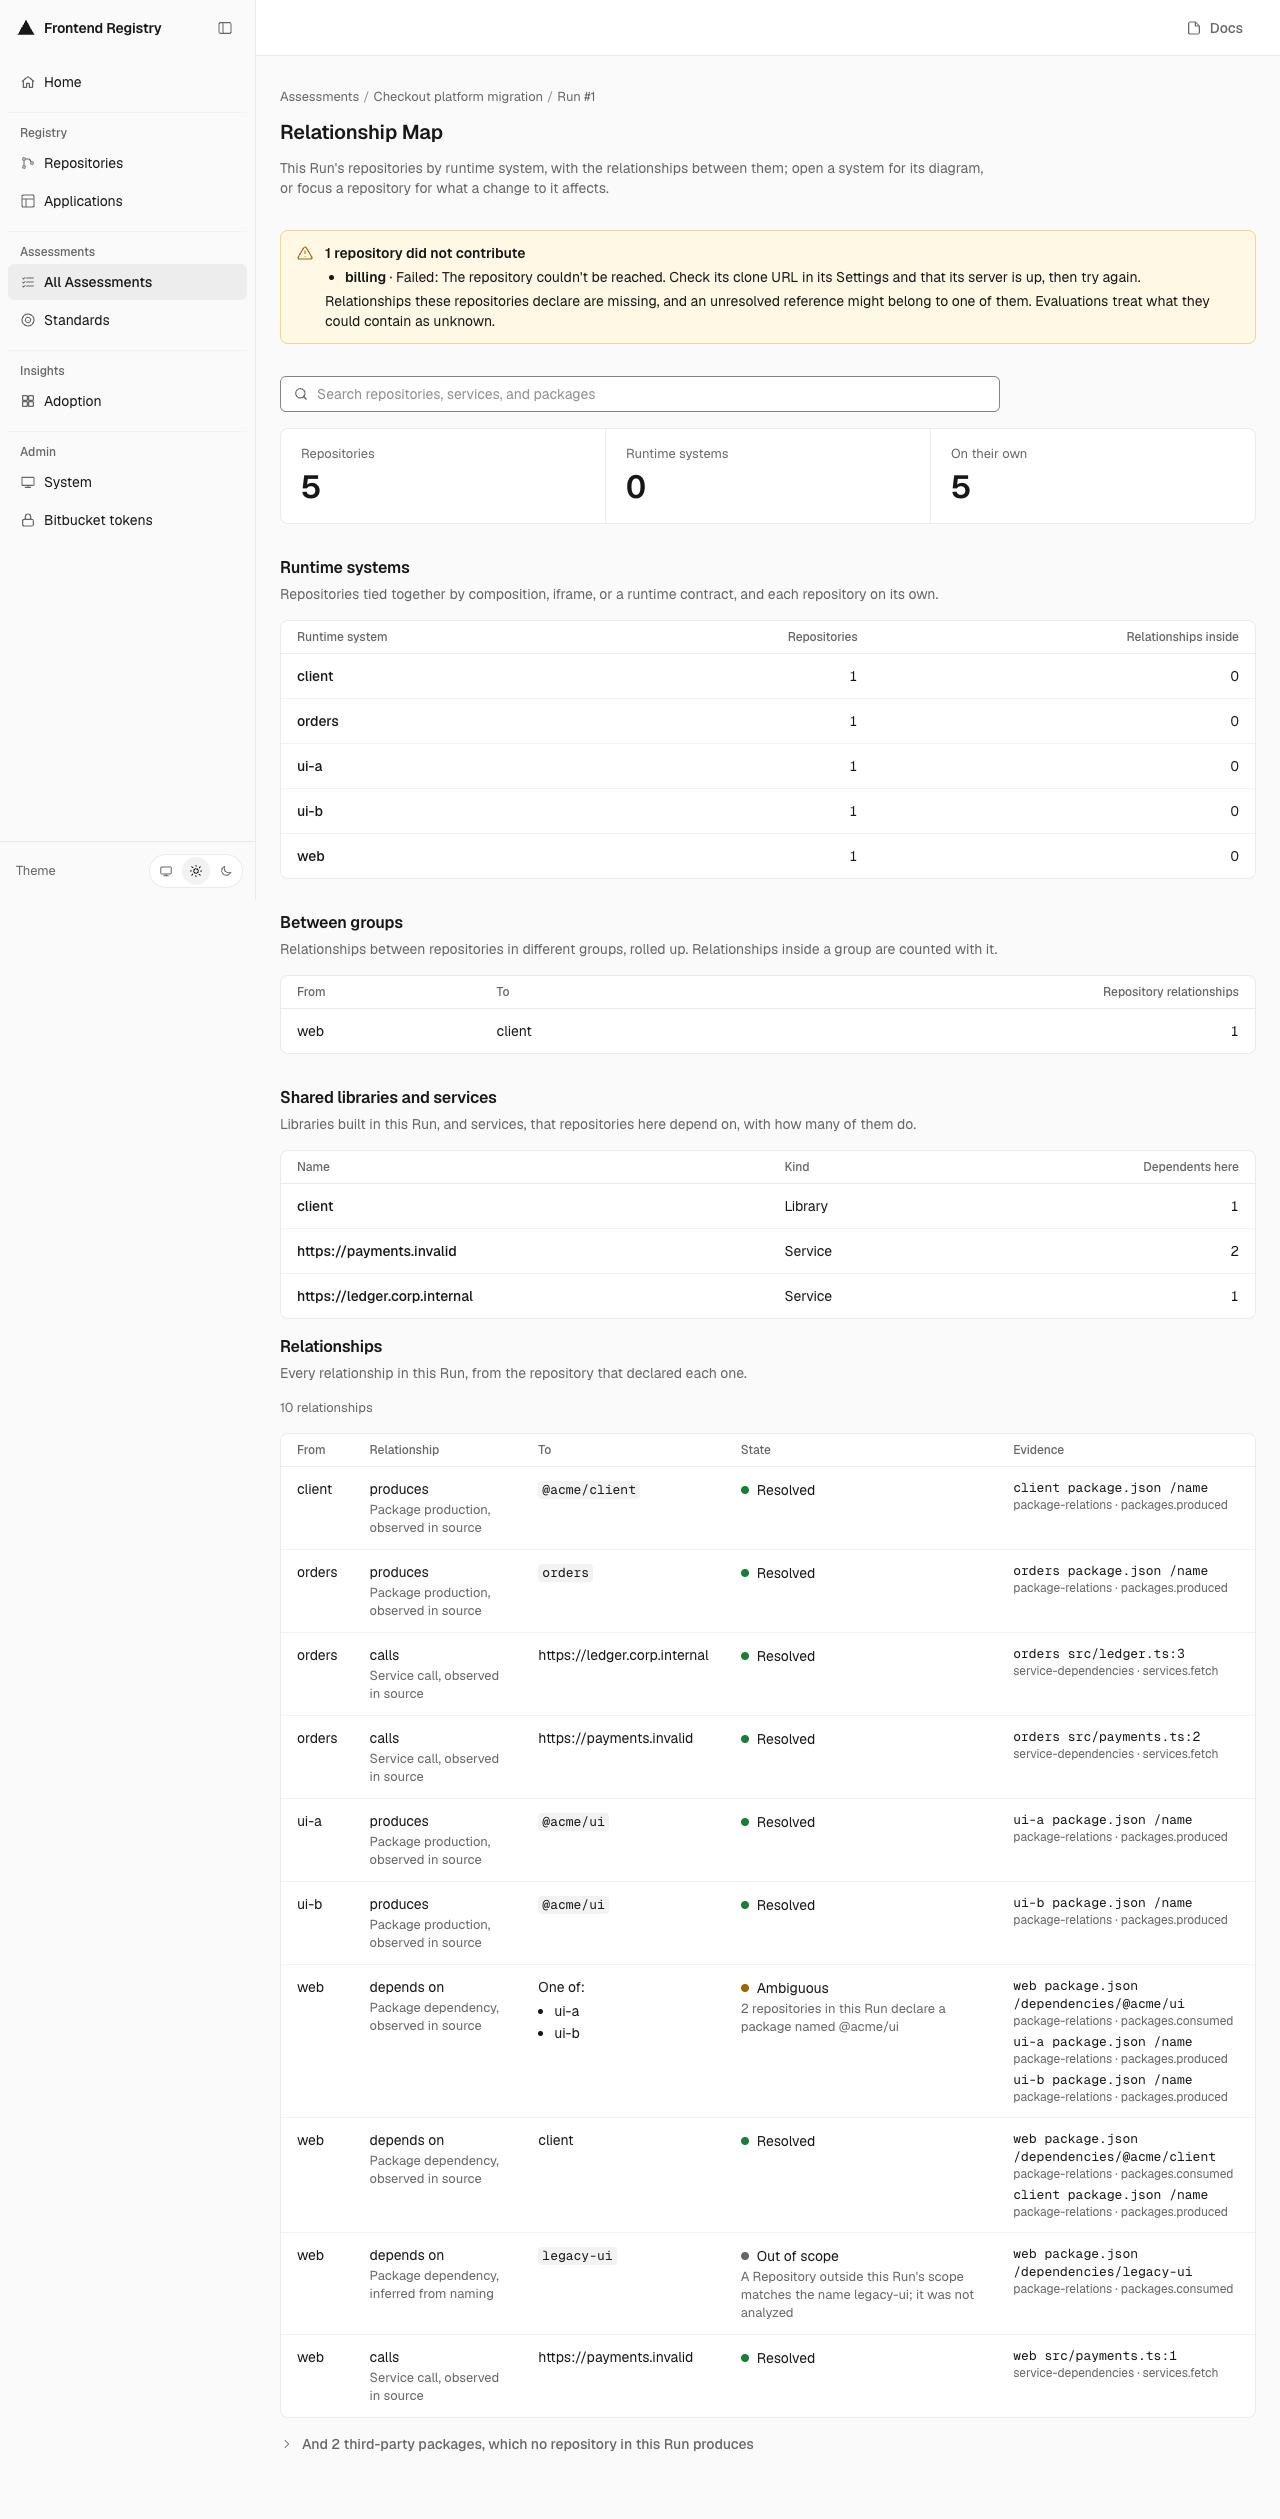 Frontend Registry
Docs
Home
Registry
Repositories
Applications
Assessments
All Assessments
Standards
Insights
Adoption
Admin
System
Bitbucket tokens
Theme
Assessments / Checkout platform migration / Run #1
Relationship Map
This Run's repositories by runtime system, with the relationships between them; open a system for its diagram,
or focus a repository for what a change to it affects.
1 repository did not contribute
• billing · Failed: The repository couldn't be reached. Check its clone URL in its Settings and that its server is up, then try again.
Relationships these repositories declare are missing, and an unresolved reference might belong to one of them. Evaluations treat what they
could contain as unknown.
Search repositories, services, and packages
Repositories Runtime systems On their own
5 0 5
Runtime systems
Repositories tied together by composition, iframe, or a runtime contract, and each repository on its own.
Runtime system Repositories Relationships inside
client 1 0
orders 1 0
ui-a 1 0
ui-b 1 0
web 1 0
Between groups
Relationships between repositories in different groups, rolled up. Relationships inside a group are counted with it.
From To Repository relationships
web client 1
Shared libraries and services
Libraries built in this Run, and services, that repositories here depend on, with how many of them do.
Name Kind Dependents here
client Library 1
https://payments.invalid Service 2
https://ledger.corp.internal Service 1
Relationships
Every relationship in this Run, from the repository that declared each one.
10 relationships
From Relationship To State Evidence
client produces @acme/client Resolved client package.json /name
Package production, package-relations · packages.produced
observed in source
orders produces orders Resolved orders package.json /name
Package production, package-relations · packages.produced
observed in source
orders calls https://ledger.corp.internal Resolved orders src/ledger.ts:3
Service call, observed service-dependencies · services.fetch
in source
orders calls https://payments.invalid Resolved orders src/payments.ts:2
Service call, observed service-dependencies · services.fetch
in source
ui-a produces @acme/ui Resolved ui-a package.json /name
Package production, package-relations · packages.produced
observed in source
ui-b produces @acme/ui Resolved ui-b package.json /name
Package production, package-relations · packages.produced
observed in source
web depends on One of: Ambiguous web package.json
Package dependency, • ui-a 2 repositories in this Run declare a /dependencies/@acme/ui
observed in source • ui-b package named @acme/ui package-relations · packages.consumed
ui-a package.json /name
package-relations · packages.produced
ui-b package.json /name
package-relations · packages.produced
web depends on client Resolved web package.json
Package dependency, /dependencies/@acme/client
observed in source package-relations · packages.consumed
client package.json /name
package-relations · packages.produced
web depends on legacy-ui Out of scope web package.json
Package dependency, A Repository outside this Run's scope /dependencies/legacy-ui
inferred from naming matches the name legacy-ui; it was not package-relations · packages.consumed
analyzed
web calls https://payments.invalid Resolved web src/payments.ts:1
Service call, observed service-dependencies · services.fetch
in source
And 2 third-party packages, which no repository in this Run produces